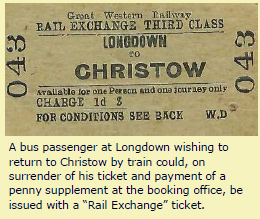 Great Western Railway
RAIL EXCHANGE THIRD CLASS
LONGDOWN
TO
CHRISTOW
Available for one Person and one journey only
CHARGE 1d Z
FOR CONDITIONS SEE BACK W.D
043
043
A bus passenger at Longdown wishing to
return to Christow by train could, on
surrender of his ticket and payment of a
penny supplement at the booking office, be
issued with a “Rail Exchange” ticket.